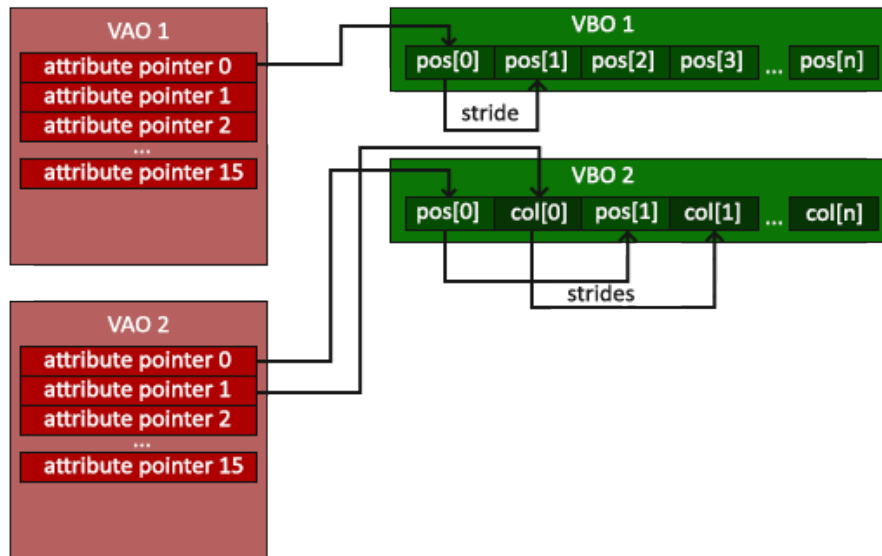 VAO 1
attribute pointer 0
attribute pointer 1
attribute pointer 2
...
attribute pointer 15
VBO 1
pos[0] pos[1] pos[2] pos[3] ... pos[n]
stride
VBO 2
pos[0] col[0] pos[1] col[1] ... col[n]
strides
VAO 2
attribute pointer 0
attribute pointer 1
attribute pointer 2
...
attribute pointer 15